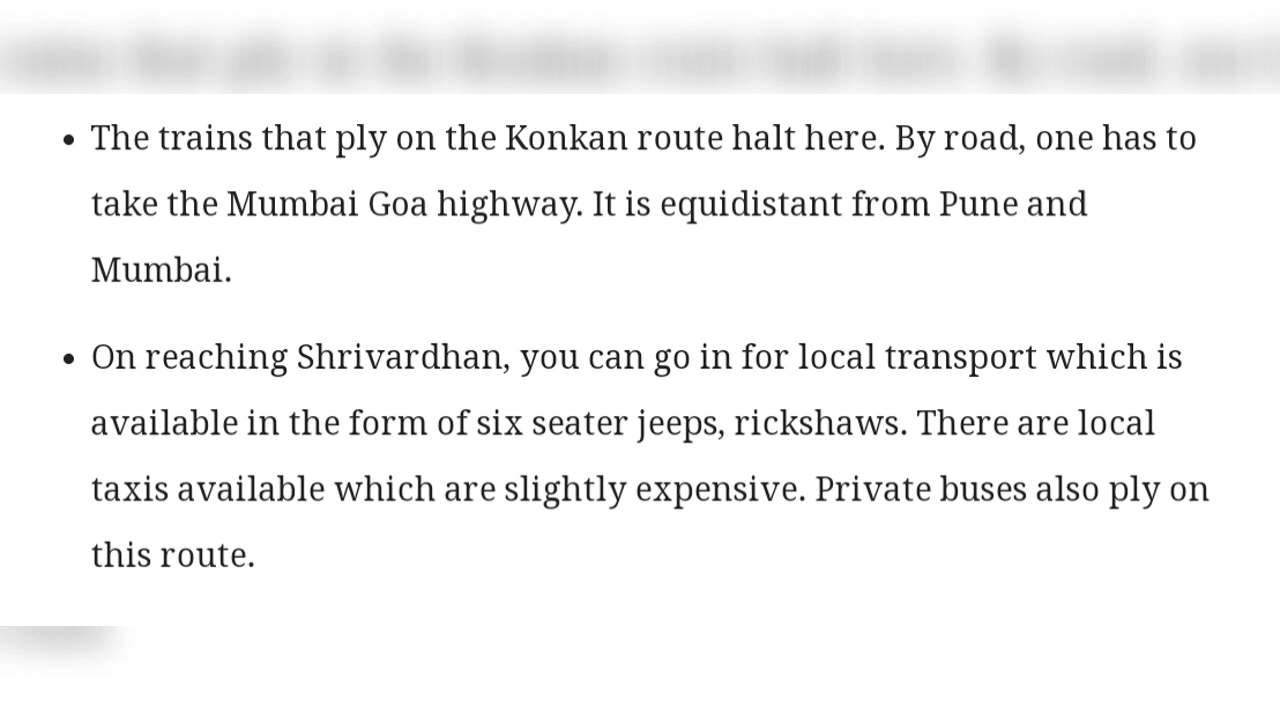 • The trains that ply on the Konkan route halt here. By road, one has to
take the Mumbai Goa highway. It is equidistant from Pune and
Mumbai.
• On reaching Shrivardhan, you can go in for local transport which is
available in the form of six seater jeeps, rickshaws. There are local
taxis available which are slightly expensive. Private buses also ply on
this route.